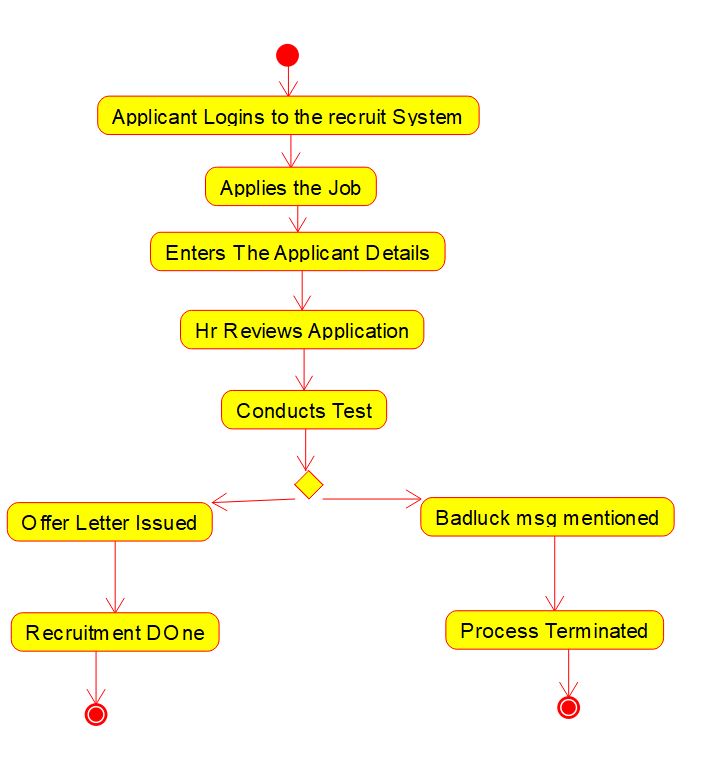 Applicant Logins to the recruit System
Applies the Job
Enters The Applicant Details
Hr Reviews Application
Conducts Test
Offer Letter Issued
Badluck msg mentioned
Recruitment DOne
Process Terminated